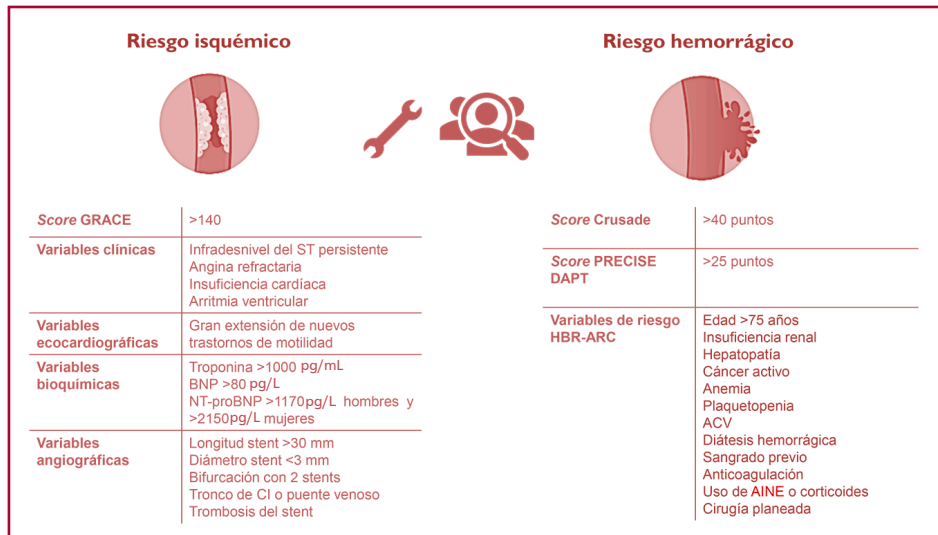 Riesgo isquémico
Score GRACE >140
Variables clínicas Infradesnivel del ST persistente
Angina refractaria
Insuficiencia cardíaca
Arritmia ventricular
Variables Gran extensión de nuevos
ecocardiográficas trastornos de motilidad
Variables Troponina >1000 pg/mL
bioquímicas BNP >80 pg/L
NT-proBNP >1170pg/L hombres y
>2150pg/L mujeres
Variables Longitud stent >30 mm
angiográficas Diámetro stent <3 mm
Bifurcación con 2 stents
Tronco de CI o puente venoso
Trombosis del stent
Riesgo hemorrágico
Score Crusade >40 puntos
Score PRECISE >25 puntos
DAPT
Variables de riesgo Edad >75 años
HBR-ARC Insuficiencia renal
Hepatopatía
Cáncer activo
Anemia
Plaquetopenia
ACV
Diátesis hemorrágica
Sangrado previo
Anticoagulación
Uso de AINE o corticoides
Cirugía planeada